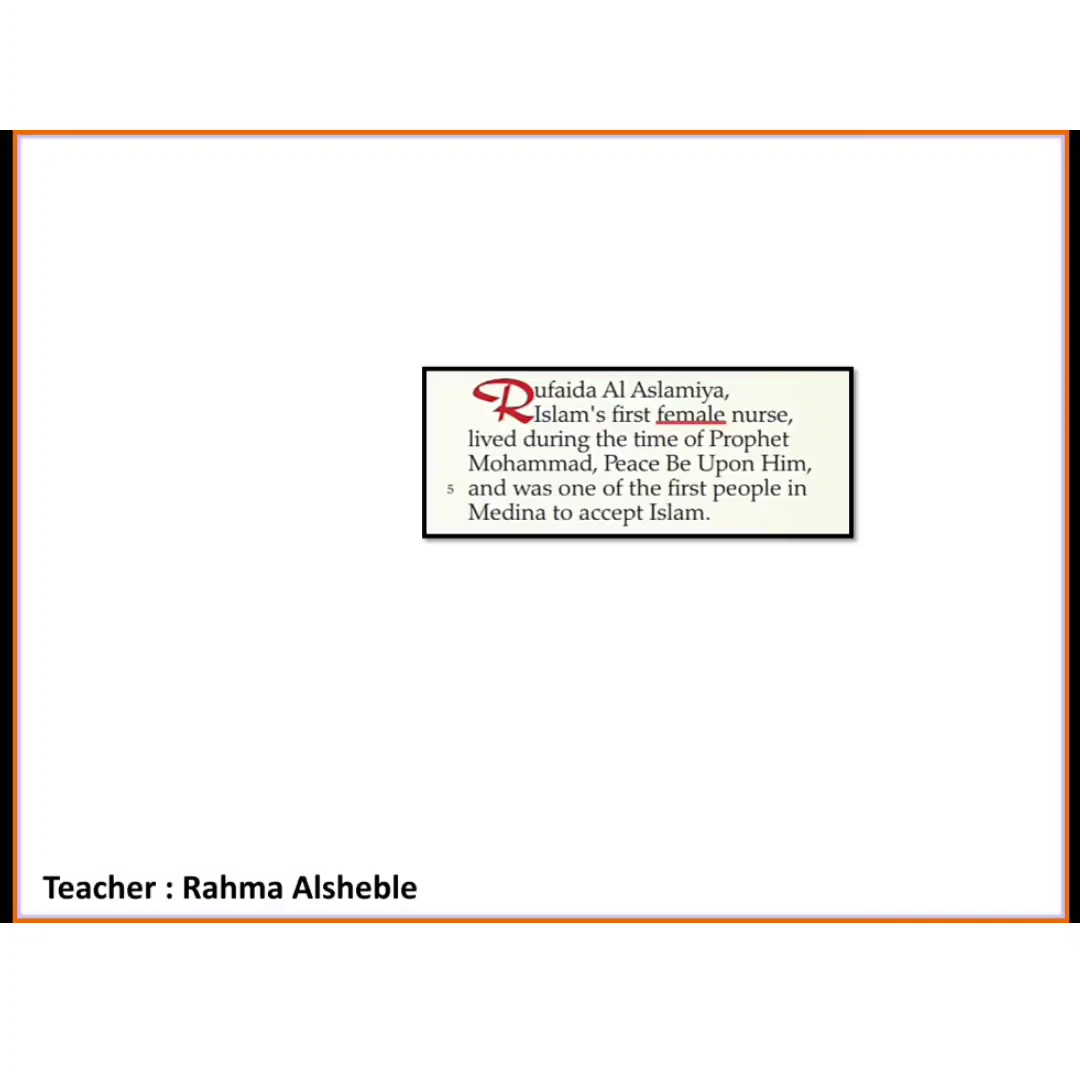 Rufaida Al Aslamiya,
Islam's first female nurse,
lived during the time of Prophet
Mohammad, Peace Be Upon Him,
5 and was one of the first people in
Medina to accept Islam.
Teacher : Rahma Alsheble